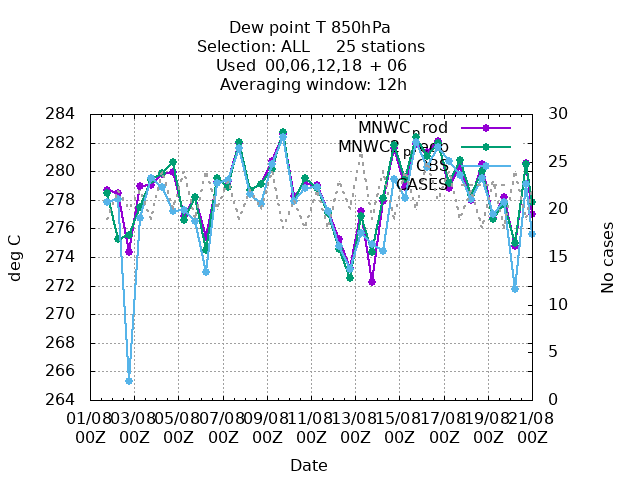 Dew point T 850hPa
Selection: ALL 25 stations
Used 00,06,12,18 + 06
Averaging window: 12h
284
282
280
278
276
274
272
270
268
266
264
30
25
20
15
10
5
0
MNWC_prod
OBS
CASES
deg C
No cases
01/08 03/08 05/08 07/08 09/08 11/08 13/08 15/08 17/08 19/08 21/08
00Z 00Z 00Z 00Z 00Z 00Z 00Z 00Z 00Z 00Z 00Z
Date